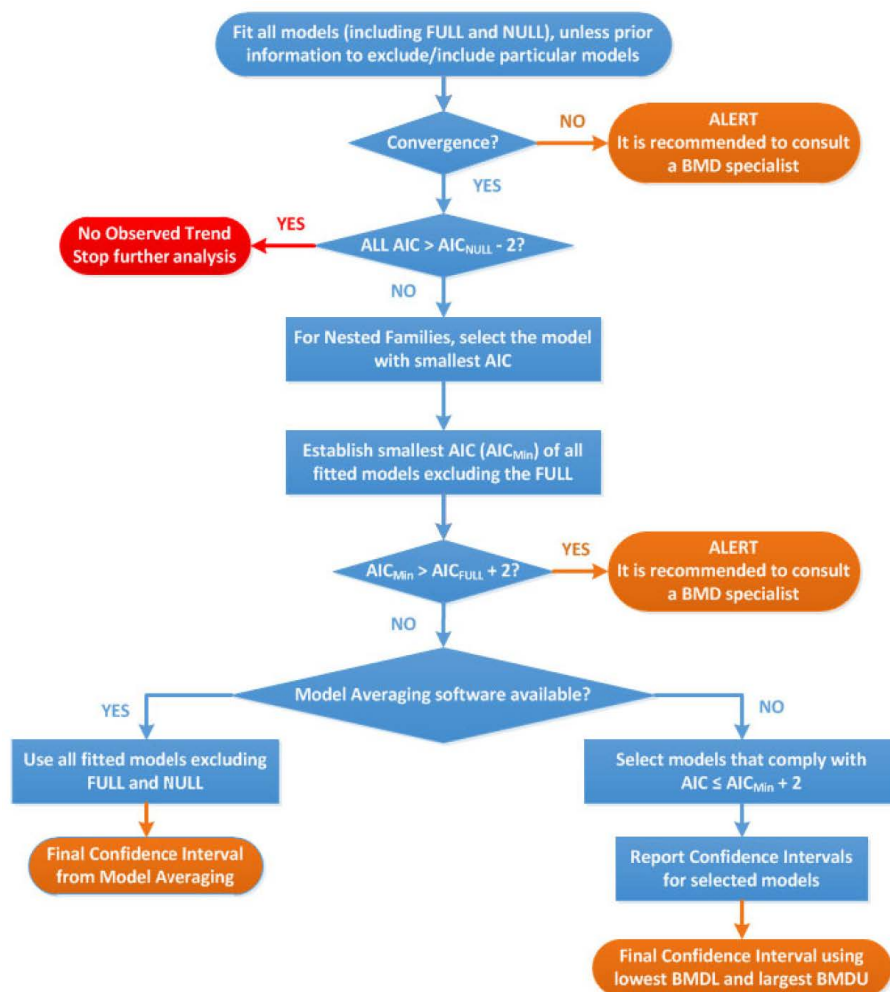 Fit all models (including FULL and NULL), unless prior
information to exclude/include particular models
Convergence?
NO
ALERT
It is recommended to consult
a BMD specialist
YES
YES
No Observed Trend
Stop further analysis
ALL AIC > AIC_NULL - 2?
NO
For Nested Families, select the model
with smallest AIC
Establish smallest AIC (AIC_Min) of all
fitted models excluding the FULL
AIC_Min > AIC_FULL + 2?
YES
ALERT
It is recommended to consult
a BMD specialist
NO
Model Averaging software available?
YES
NO
Use all fitted models excluding
FULL and NULL
Select models that comply with
AIC ≤ AIC_Min + 2
Final Confidence Interval
from Model Averaging
Report Confidence Intervals
for selected models
Final Confidence Interval using
lowest BMDL and largest BMDU